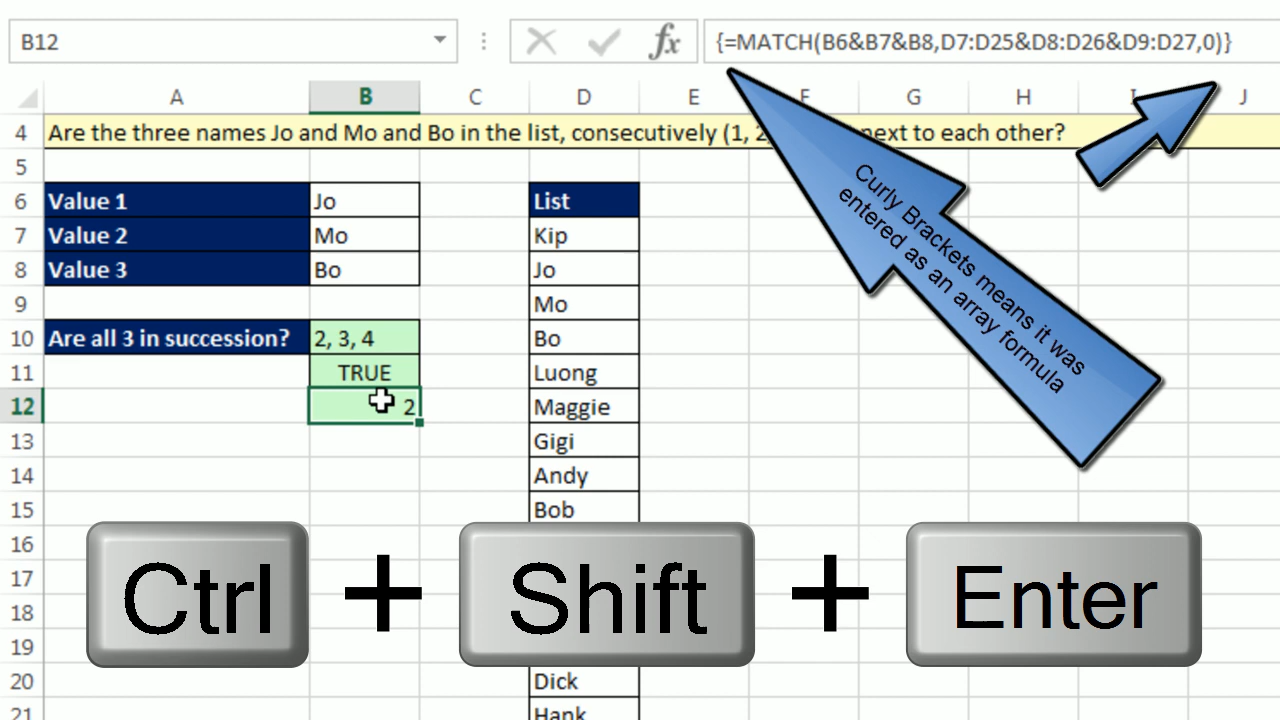 B12 fx {=MATCH(B6&B7&B8,D7:D25&D8:D26&D9:D27,0)}
A B C D E F G H I J
4 Are the three names Jo and Mo and Bo in the list, consecutively (1, 2, next to each other?
5
6 Value 1 Jo List
7 Value 2 Mo Kip
8 Value 3 Bo Jo
9 Mo
10 Are all 3 in succession? 2, 3, 4 Bo
11 TRUE Luong
12 2 Maggie
13 Gigi
14 Andy
15 Bob
16
17
18
19
20 Dick
21 Hank
Curly Brackets means it was
entered as an array formula
Ctrl + Shift + Enter